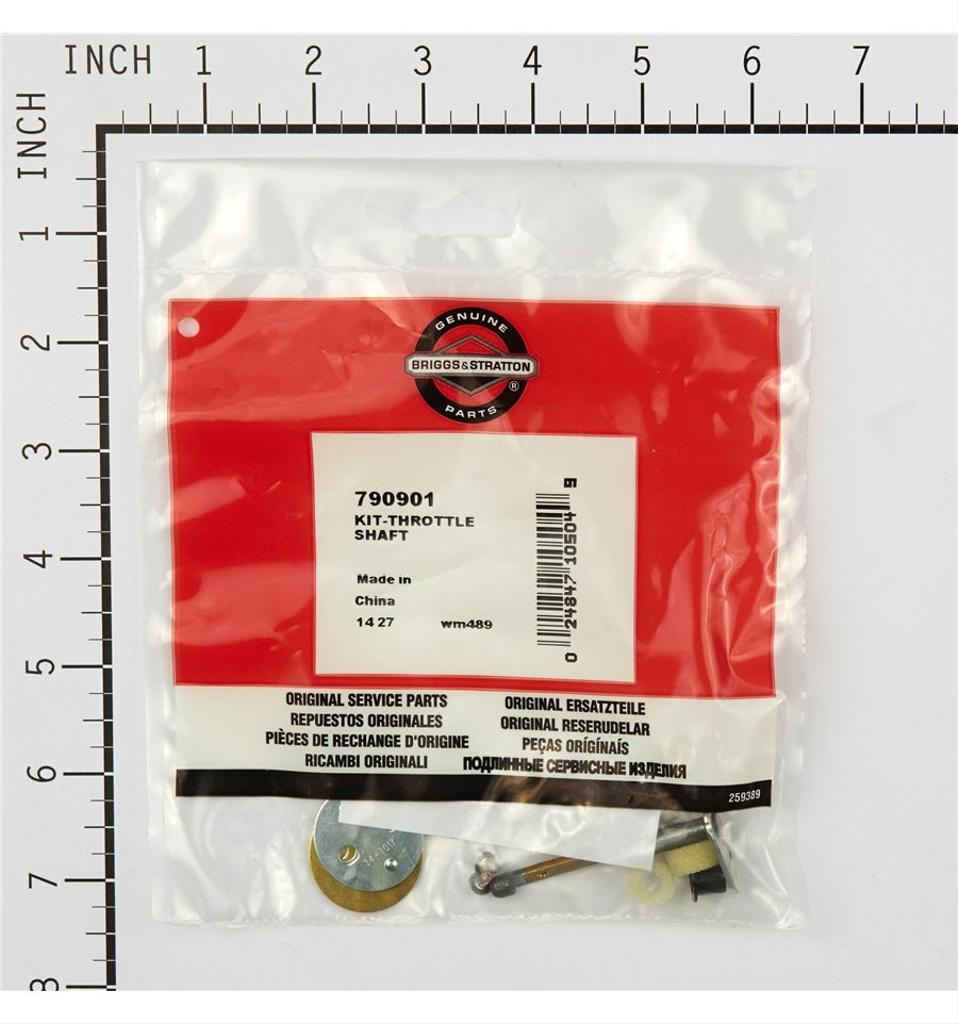 INCH 1 2 3 4 5 6 7
INCH
1
2
3
4
5
6
7
8
GENUINE
BRIGGS&STRATTON
®
PARTS
790901
KIT-THROTTLE
SHAFT
Made in
China
14 27 wm489
0 24847 10504 9
ORIGINAL SERVICE PARTS
REPUESTOS ORIGINALES
PIÈCES DE RECHANGE D'ORIGINE
RICAMBI ORIGINALI
ORIGINAL ERSATZTEILE
ORIGINAL RESERUDELAR
PEÇAS ORÍGÍNAÍS
ПОДЛИННЫЕ СЕРВИСНЫЕ ИЗДЕЛИЯ
259389